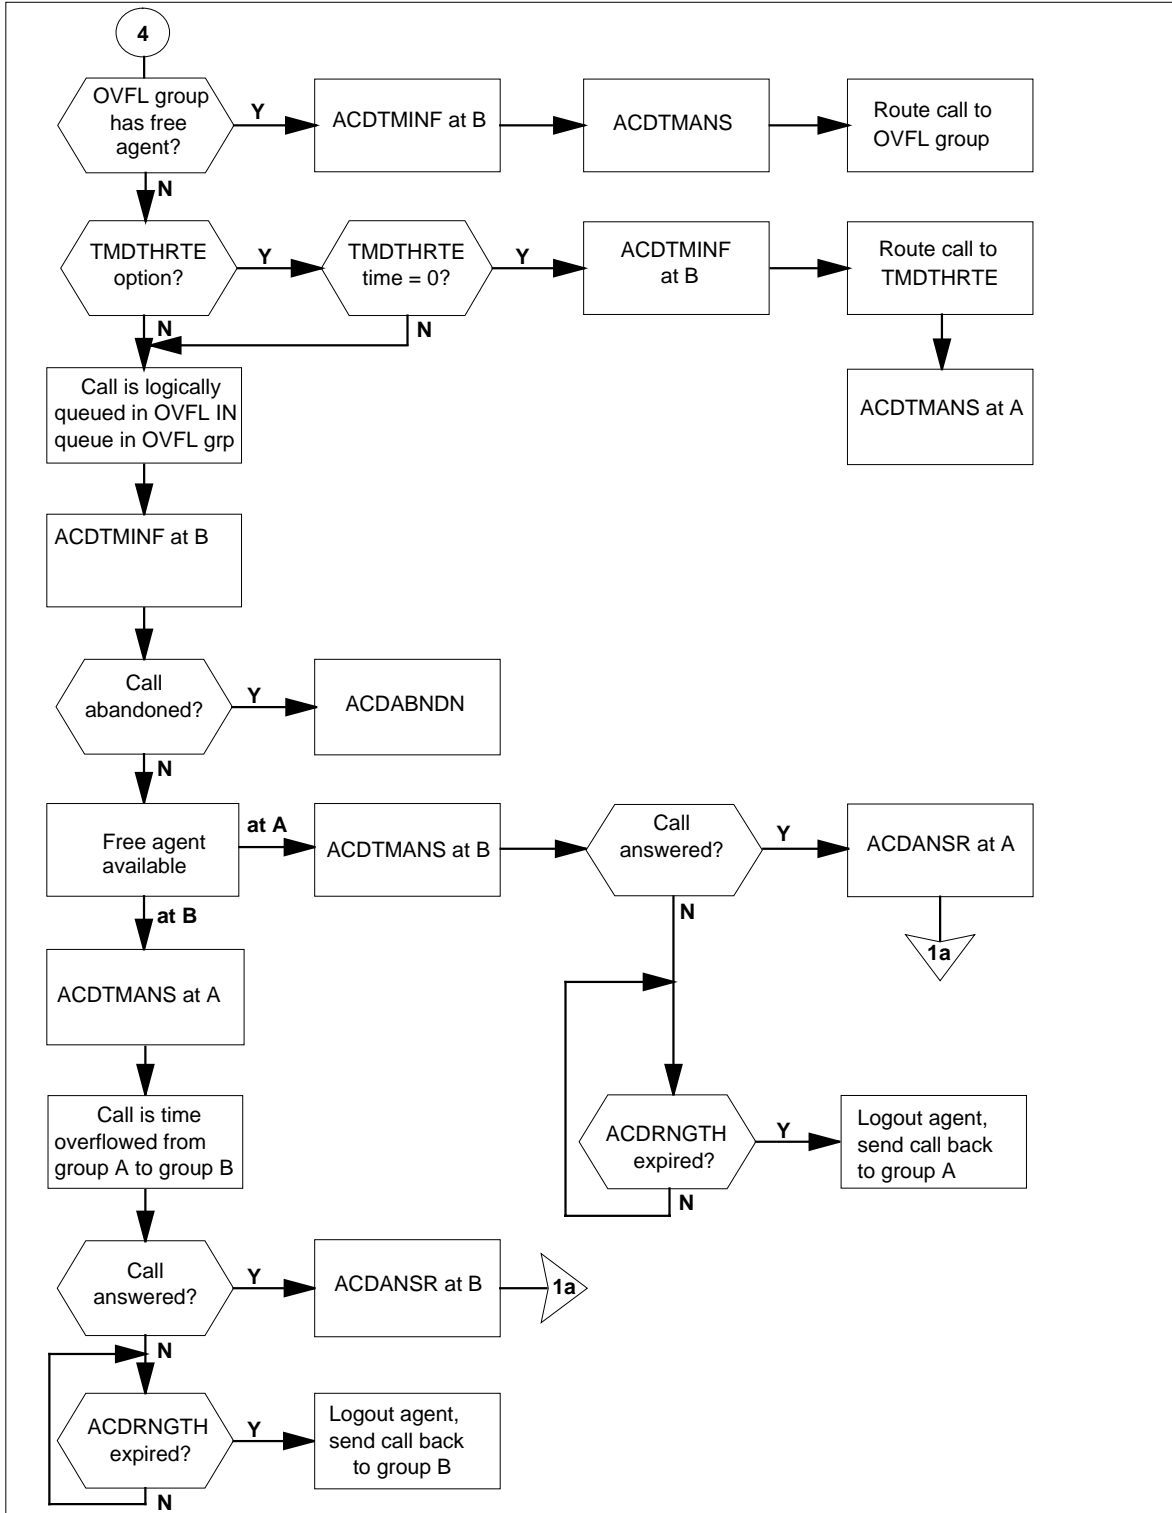 4
OVFL group
has free
agent?
Y
ACDTMINF at B
ACDTMANS
Route call to
OVFL group
N
TMDTHRTE
option?
Y
TMDTHRTE
time = 0?
Y
ACDTMINF
at B
Route call to
TMDTHRTE
N
N
ACDTMANS at A
Call is logically
queued in OVFL IN
queue in OVFL grp
ACDTMINF at B
Call
abandoned?
Y
ACDABNDN
N
Free agent
available
at A
ACDTMANS at B
Call
answered?
Y
ACDANSR at A
1a
at B
N
ACDTMANS at A
ACDRNGTH
expired?
Y
Logout agent,
send call back
to group A
N
Call is time
overflowed from
group A to group B
Call
answered?
Y
ACDANSR at B
1a
N
ACDRNGTH
expired?
Y
Logout agent,
send call back
to group B
N